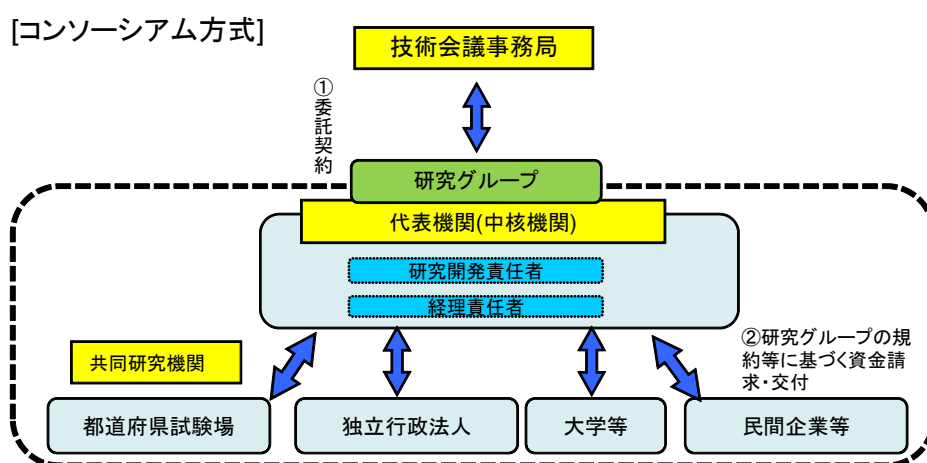 [コンソーシアム方式]
技術会議事務局
①委託契約
研究グループ
代表機関(中核機関)
研究開発責任者
経理責任者
②研究グループの規
約等に基づく資金請
求・交付
共同研究機関
都道府県試験場
独立行政法人
大学等
民間企業等